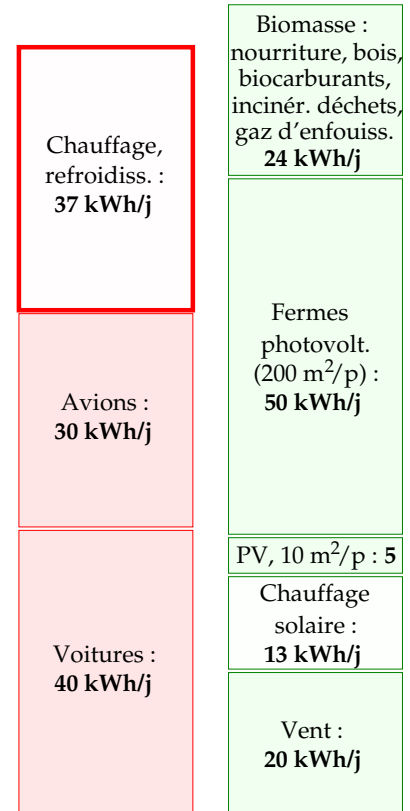 Chauffage,
refroidiss. :
37 kWh/j
Avions :
30 kWh/j
Voitures :
40 kWh/j
Biomasse :
nourriture, bois,
biocarburants,
incinér. déchets,
gaz d’enfouiss.
24 kWh/j
Fermes
photovolt.
(200 m²/p) :
50 kWh/j
PV, 10 m²/p : 5
Chauffage
solaire :
13 kWh/j
Vent :
20 kWh/j